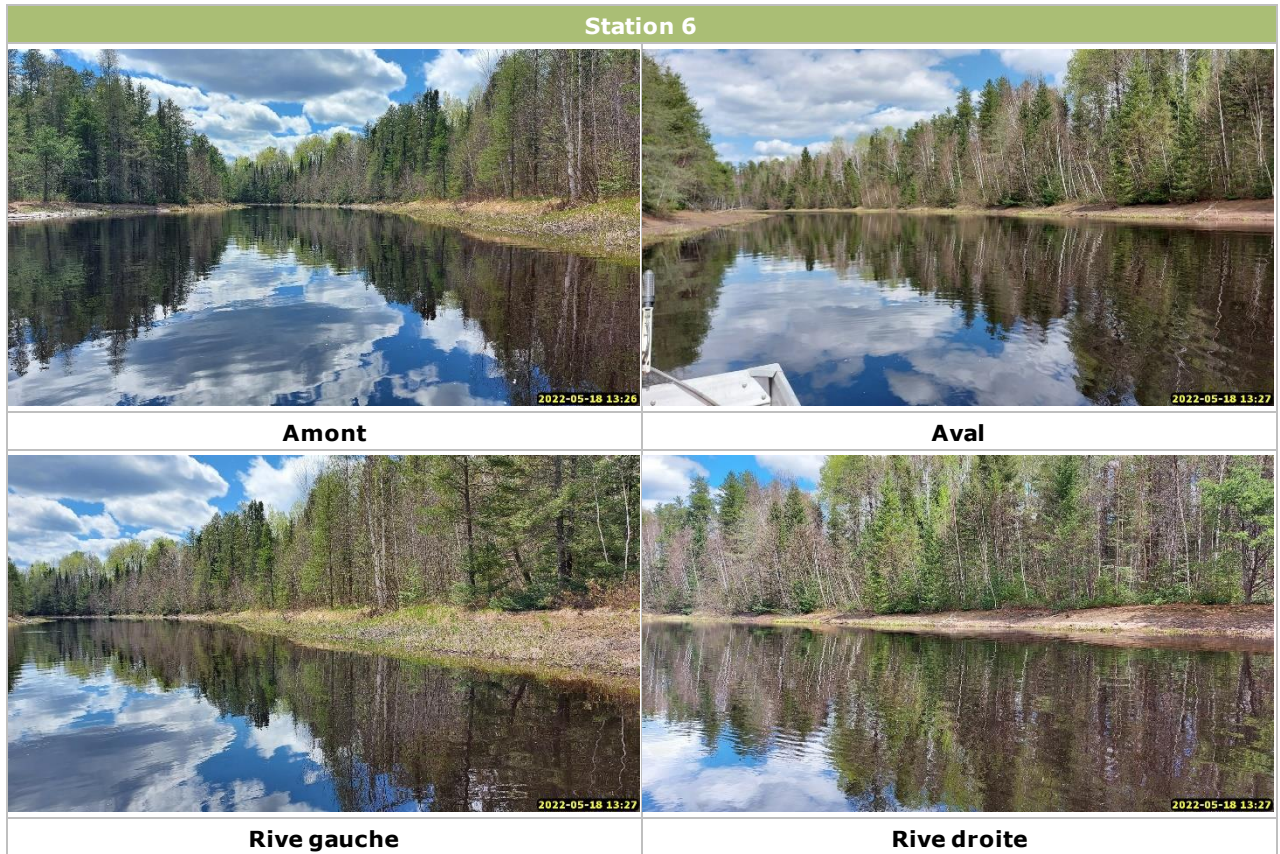 Station 6
2022-05-18 13:26
2022-05-18 13:27
Amont
Aval
2022-05-18 13:27
2022-05-18 13:27
Rive gauche
Rive droite